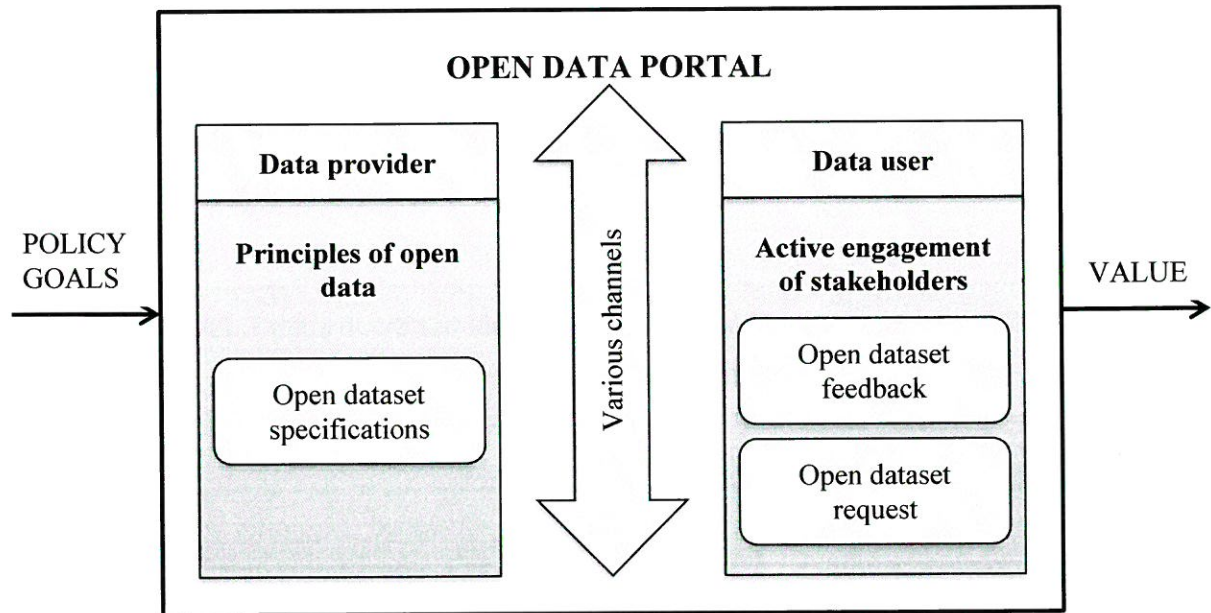 OPEN DATA PORTAL
POLICY
GOALS
Data provider
Principles of open
data
Open dataset
specifications
Various channels
Data user
Active engagement
of stakeholders
Open dataset
feedback
Open dataset
request
VALUE